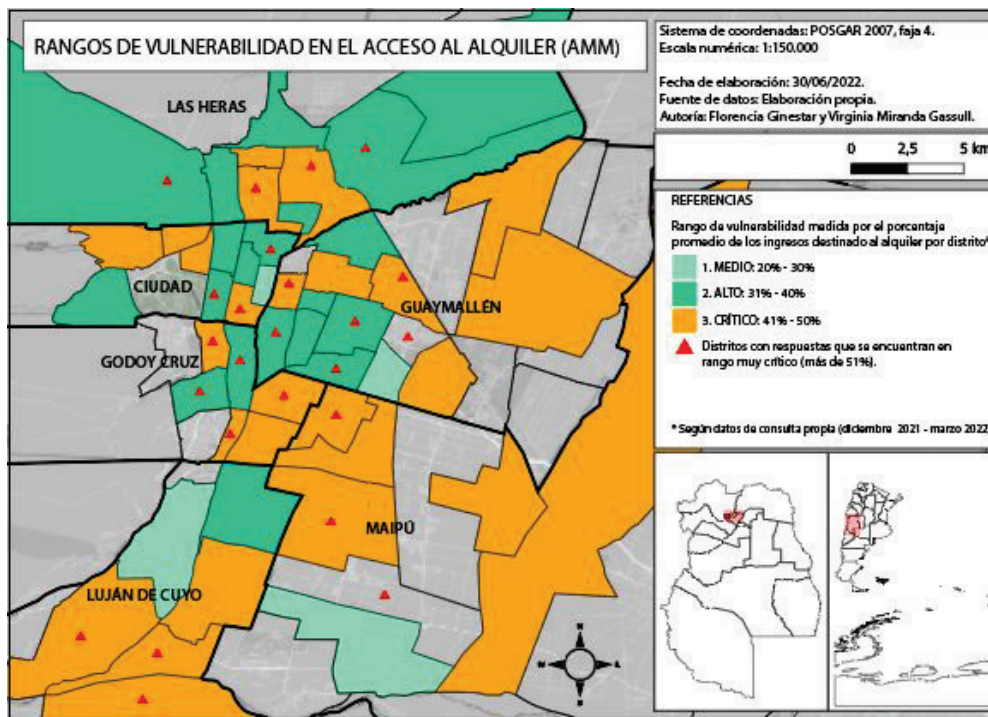 RANGOS DE VULNERABILIDAD EN EL ACCESO AL ALQUILER (AMM)
Sistema de coordenadas: POSGAR 2007, faja 4.
Escala numérica: 1:150.000
Fecha de elaboración: 30/06/2022.
Fuente de datos: Elaboración propia.
Autoría: Florencia Ginestar y Virginia Miranda Gassull.
0 2,5 5 km
REFERENCIAS
Rango de vulnerabilidad medida por el porcentaje
promedio de los ingresos destinado al alquiler por distrito*
1. MEDIO: 20% - 30%
2. ALTO: 31% - 40%
3. CRÍTICO: 41% - 50%
Distritos con respuestas que se encuentran en
rango muy crítico (más de 51%).
* Según datos de consulta propia (diciembre 2021 - marzo 2022)
LAS HERAS
CIUDAD
GUAYMALLÉN
GODOY CRUZ
MAIPÚ
LUJÁN DE CUYO
N
S